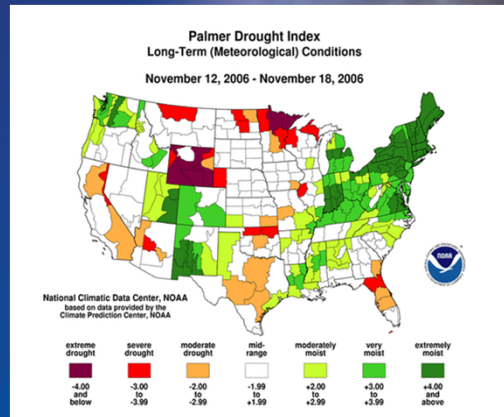 Palmer Drought Index
Long-Term (Meteorological) Conditions
November 12, 2006 - November 18, 2006
NOAA
National Climatic Data Center, NOAA
based on data provided by the
Climate Prediction Center, NOAA
extreme drought
severe drought
moderate drought
mid-range
moderately moist
very moist
extremely moist
-4.00 and below
-3.00 to -3.99
-2.00 to -2.99
-1.99 to +1.99
+2.00 to +2.99
+3.00 to +3.99
+4.00 and above